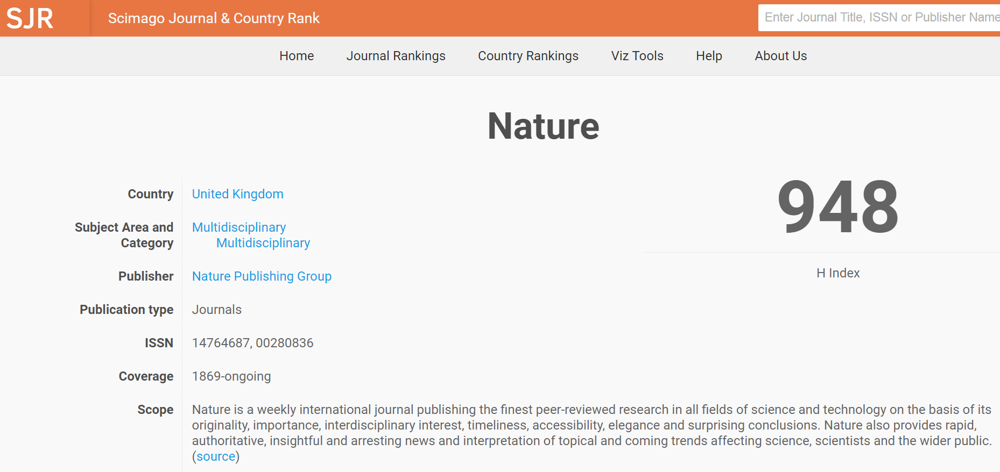 SJR
Scimago Journal & Country Rank
Enter Journal Title, ISSN or Publisher Name
Home
Journal Rankings
Country Rankings
Viz Tools
Help
About Us
Nature
Country
United Kingdom
Subject Area and
Category
Multidisciplinary
Multidisciplinary
Publisher
Nature Publishing Group
Publication type
Journals
ISSN
14764687, 00280836
Coverage
1869-ongoing
Scope
Nature is a weekly international journal publishing the finest peer-reviewed research in all fields of science and technology on the basis of its
originality, importance, interdisciplinary interest, timeliness, accessibility, elegance and surprising conclusions. Nature also provides rapid,
authoritative, insightful and arresting news and interpretation of topical and coming trends affecting science, scientists and the wider public.
(source)
948
H Index